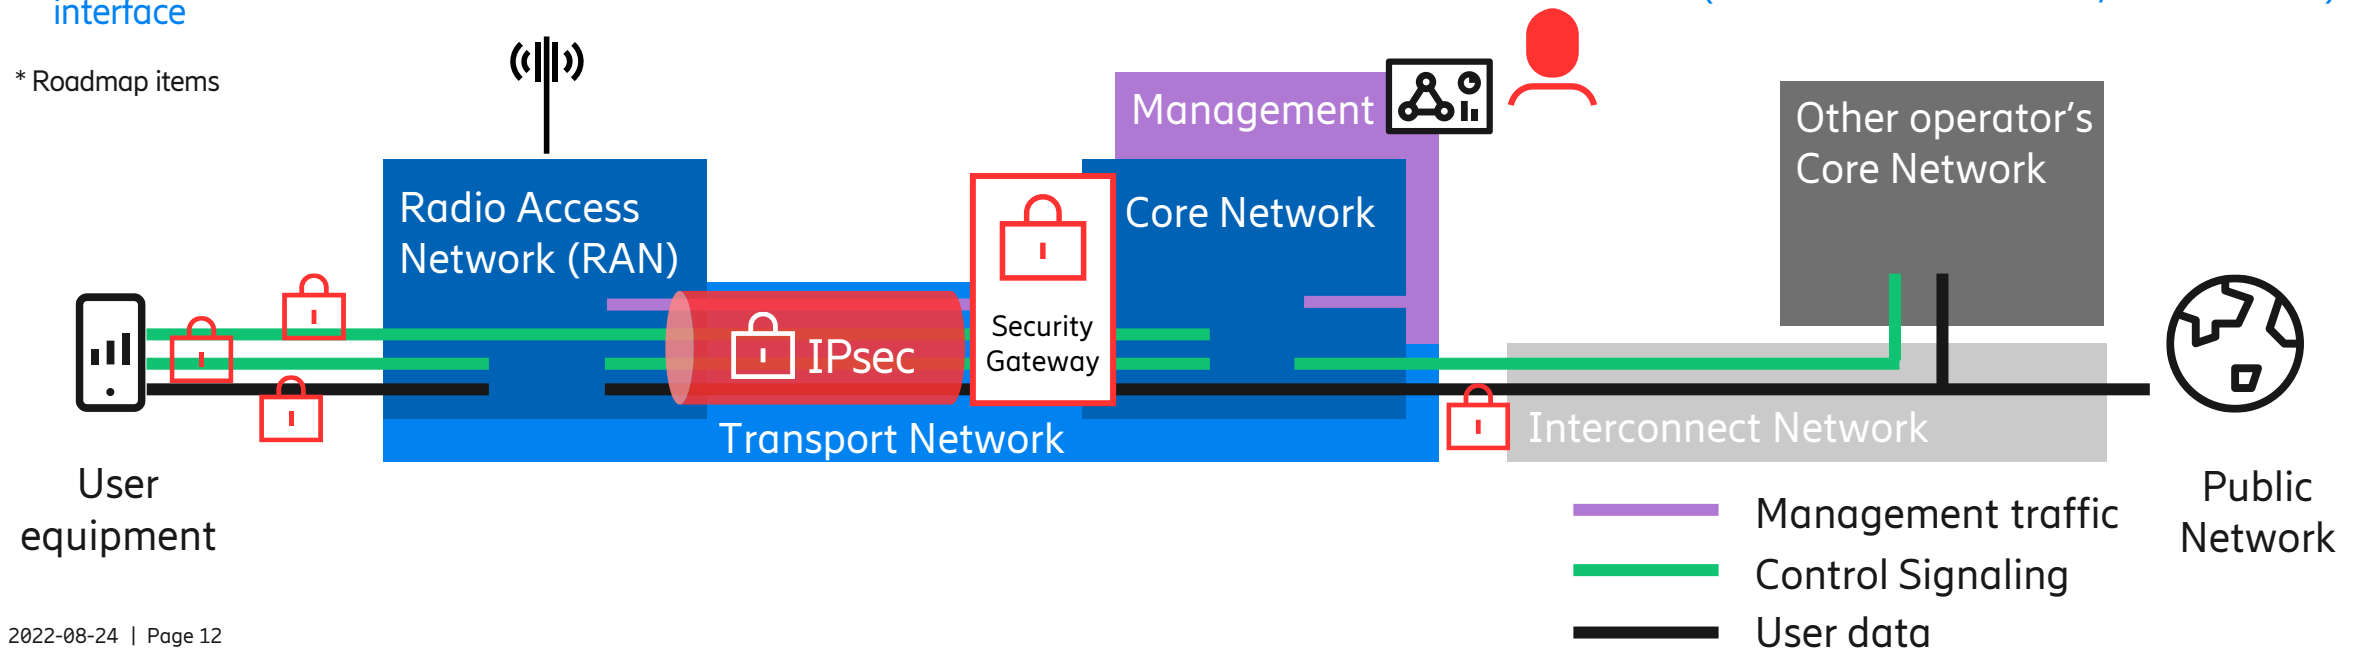 interface
* Roadmap items
Management
Other operator’s
Core Network
Radio Access
Network (RAN)
Core Network
Security
Gateway
IPsec
Transport Network
Interconnect Network
User
equipment
Public
Network
Management traffic
Control Signaling
User data
2022-08-24 | Page 12